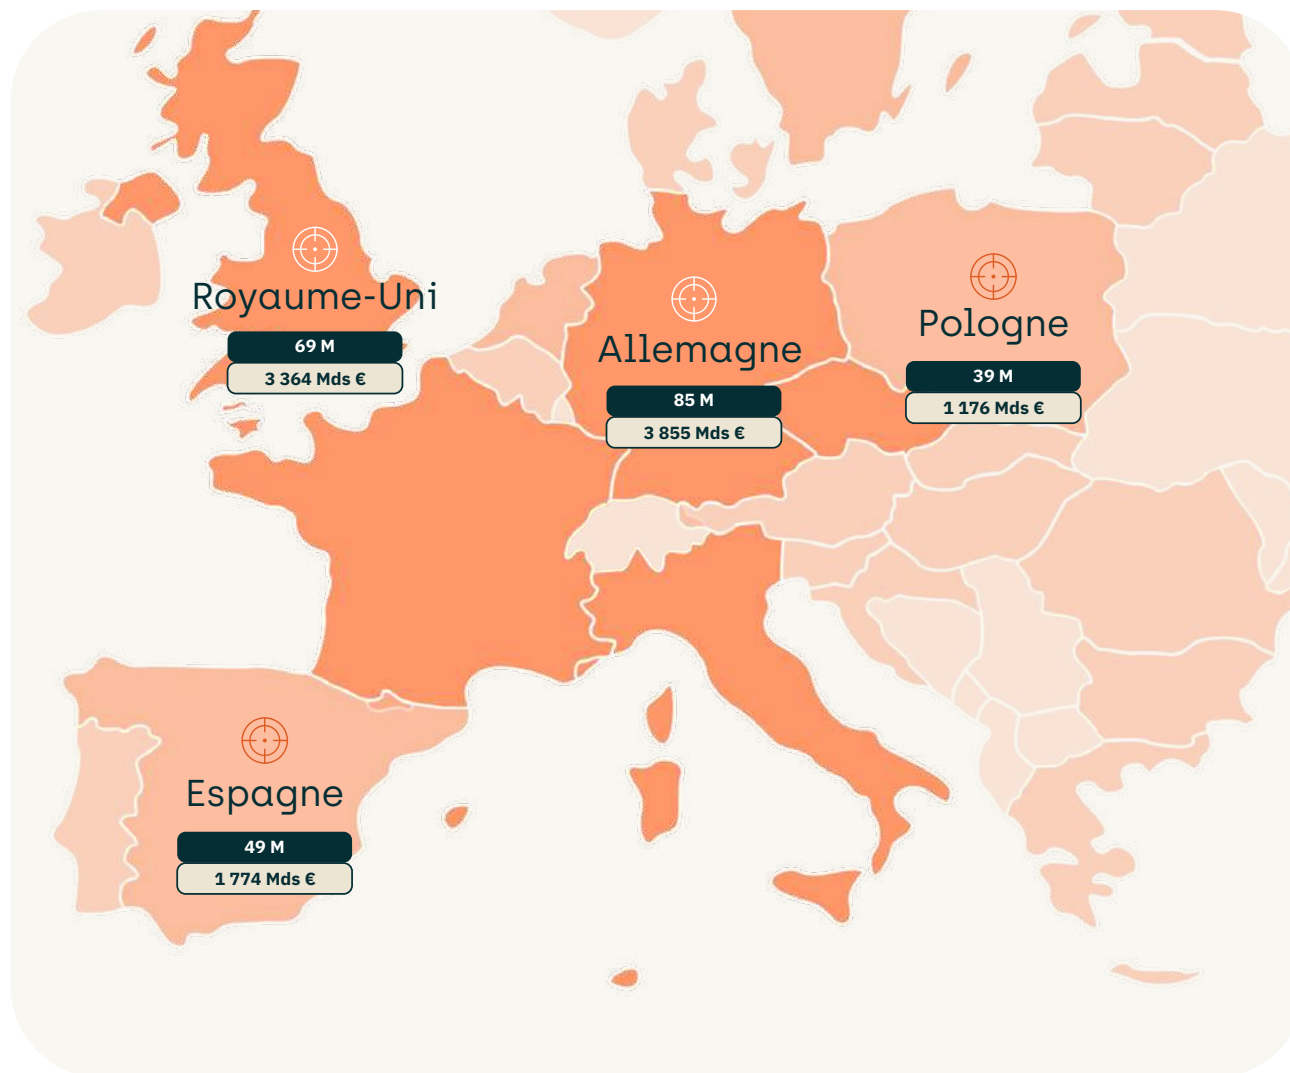 Royaume-Uni
69 M
3 364 Mds €
Allemagne
85 M
3 855 Mds €
Pologne
39 M
1 176 Mds €
Espagne
49 M
1 774 Mds €